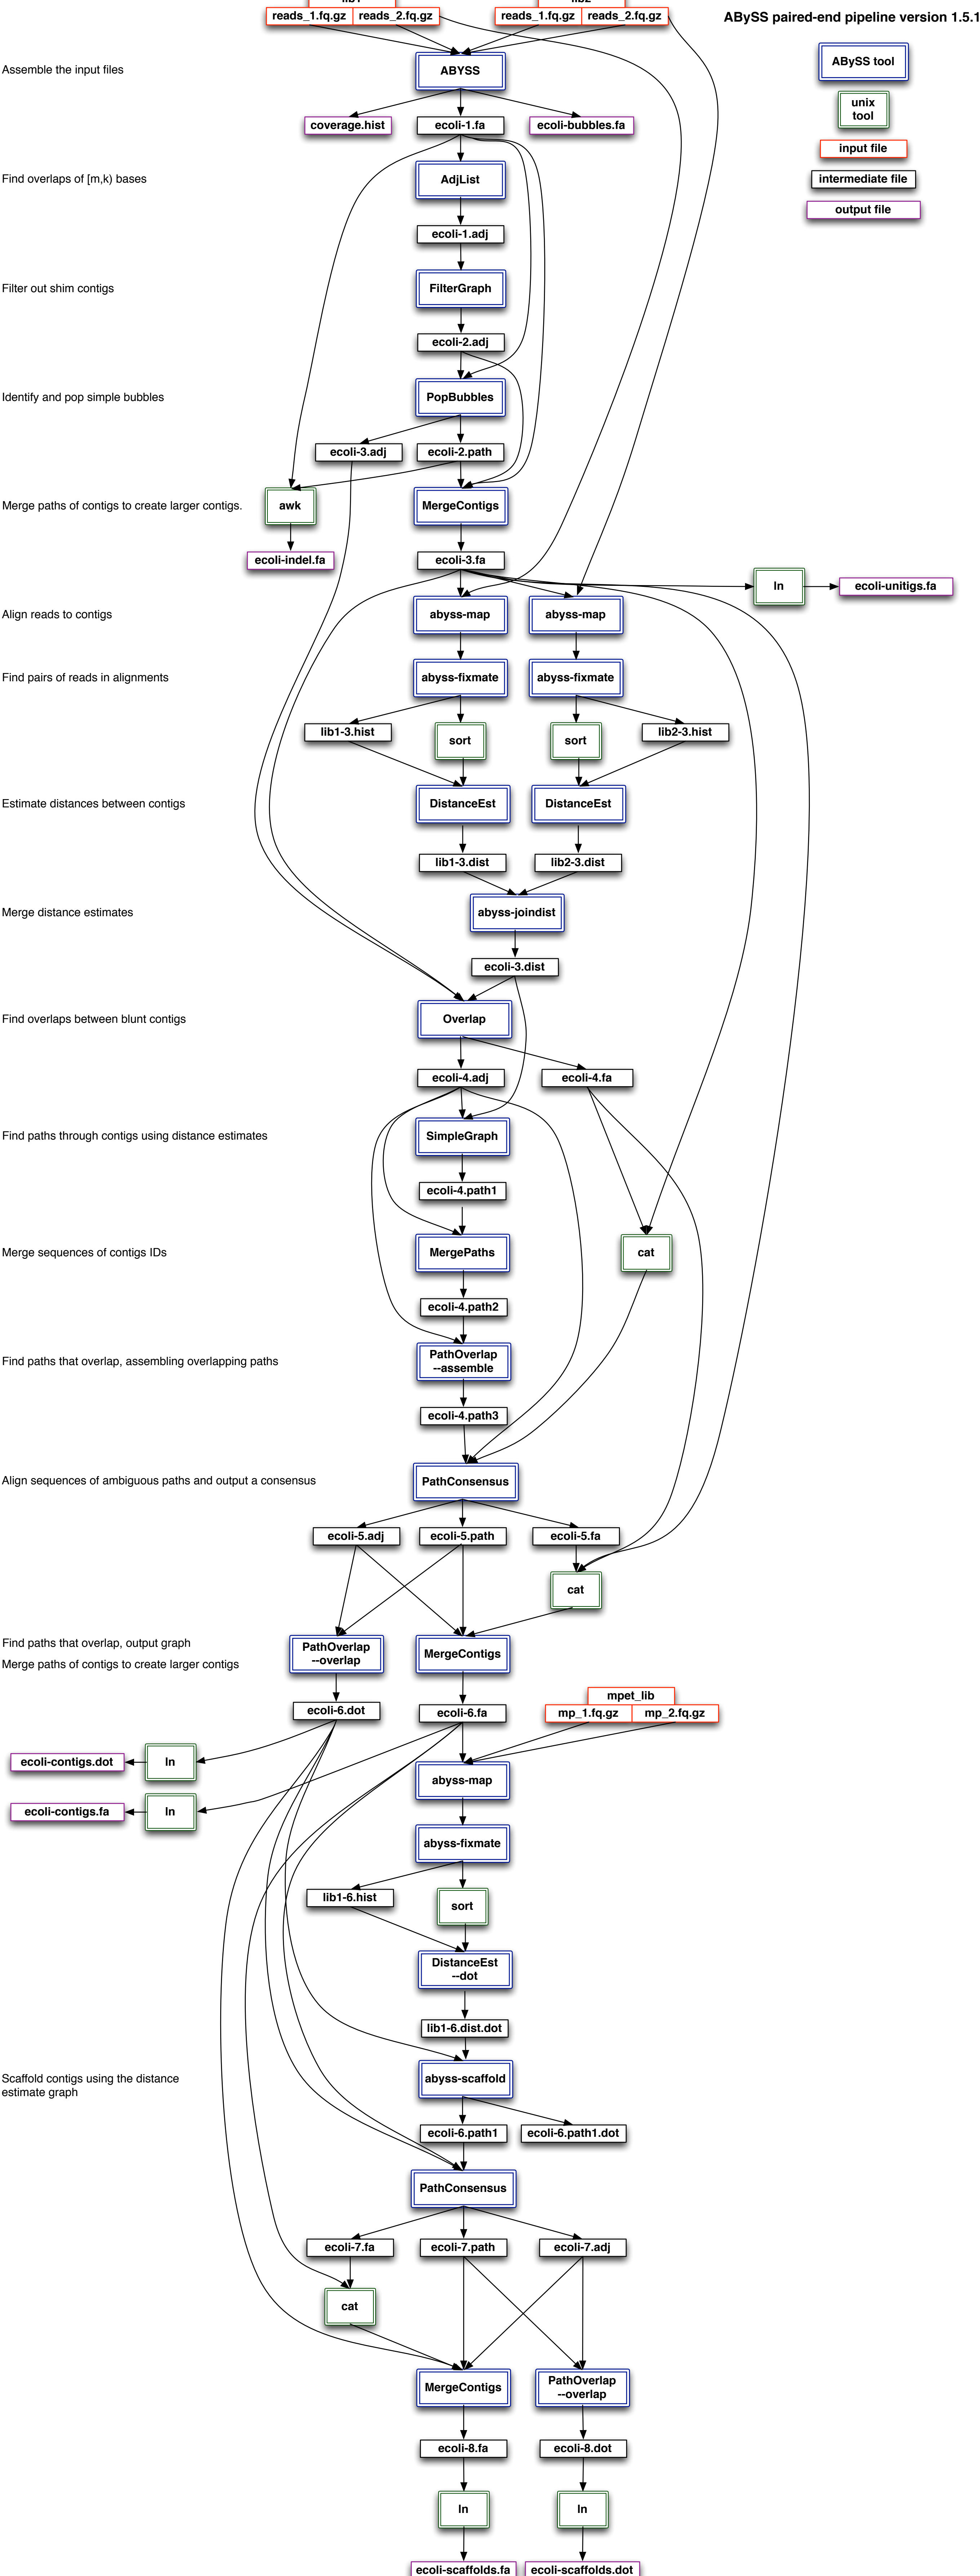 lib1
lib2
reads_1.fq.gz reads_2.fq.gz
reads_1.fq.gz reads_2.fq.gz
ABySS paired-end pipeline version 1.5.1
ABySS tool
unix
tool
input file
intermediate file
output file
Assemble the input files
ABYSS
coverage.hist
ecoli-1.fa
ecoli-bubbles.fa
Find overlaps of [m,k) bases
AdjList
ecoli-1.adj
Filter out shim contigs
FilterGraph
ecoli-2.adj
Identify and pop simple bubbles
PopBubbles
ecoli-3.adj
ecoli-2.path
Merge paths of contigs to create larger contigs.
awk
MergeContigs
ecoli-indel.fa
ecoli-3.fa
ln
ecoli-unitigs.fa
Align reads to contigs
abyss-map
abyss-map
Find pairs of reads in alignments
abyss-fixmate
abyss-fixmate
lib1-3.hist
sort
sort
lib2-3.hist
Estimate distances between contigs
DistanceEst
DistanceEst
lib1-3.dist
lib2-3.dist
Merge distance estimates
abyss-joindist
ecoli-3.dist
Find overlaps between blunt contigs
Overlap
ecoli-4.adj
ecoli-4.fa
Find paths through contigs using distance estimates
SimpleGraph
ecoli-4.path1
Merge sequences of contigs IDs
MergePaths
cat
ecoli-4.path2
Find paths that overlap, assembling overlapping paths
PathOverlap
--assemble
ecoli-4.path3
Align sequences of ambiguous paths and output a consensus
PathConsensus
ecoli-5.adj
ecoli-5.path
ecoli-5.fa
cat
Find paths that overlap, output graph
Merge paths of contigs to create larger contigs
PathOverlap
--overlap
MergeContigs
ecoli-6.dot
ecoli-6.fa
mpet_lib
mp_1.fq.gz mp_2.fq.gz
ecoli-contigs.dot
ln
abyss-map
ecoli-contigs.fa
ln
abyss-fixmate
lib1-6.hist
sort
DistanceEst
--dot
lib1-6.dist.dot
Scaffold contigs using the distance
estimate graph
abyss-scaffold
ecoli-6.path1
ecoli-6.path1.dot
PathConsensus
ecoli-7.fa
ecoli-7.path
ecoli-7.adj
cat
MergeContigs
PathOverlap
--overlap
ecoli-8.fa
ecoli-8.dot
ln
ln
ecoli-scaffolds.fa
ecoli-scaffolds.dot